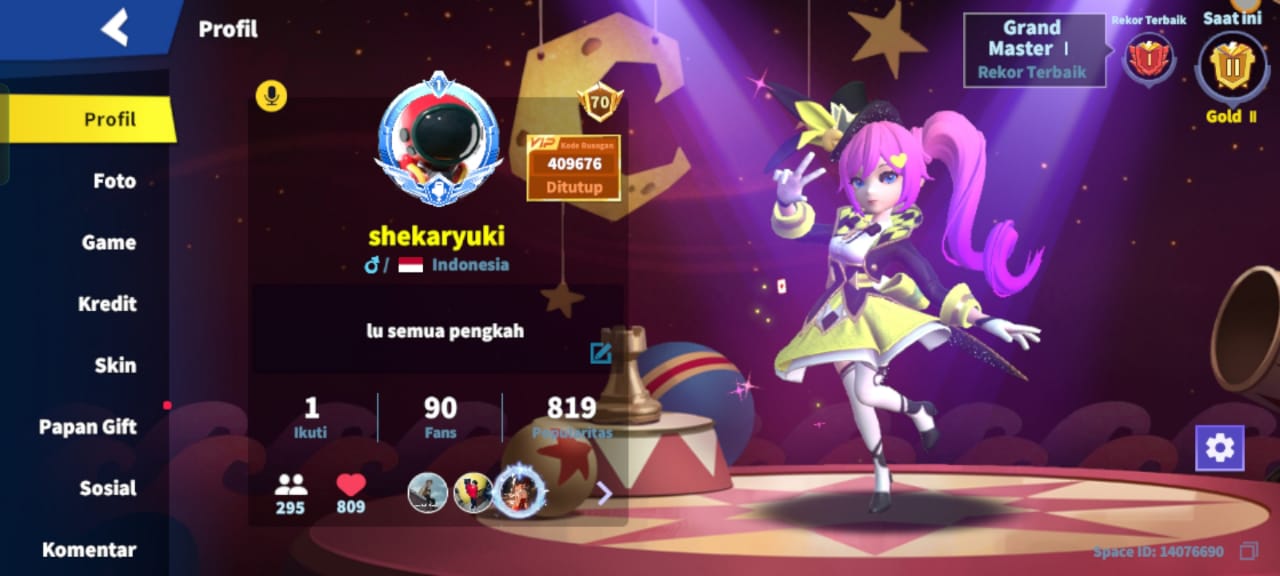 Profil
Profil
Foto
Game
Kredit
Skin
Papan Gift
Sosial
Komentar
1
70
VIP Kode Ruangan
409676
Ditutup
shekaryuki
/ Indonesia
lu semua pengkah
1
Ikuti
90
Fans
819
Popularitas
295
809
Grand
Master I
Rekor Terbaik
Rekor Terbaik
I
Saat ini
II
Gold II
Space ID: 14076690